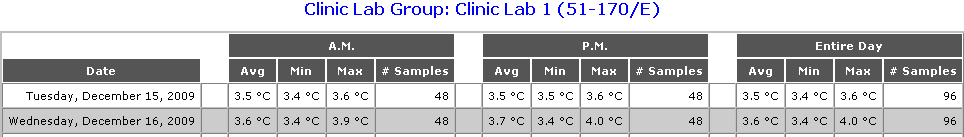 Clinic Lab Group: Clinic Lab 1 (51-170/E)
A.M. P.M. Entire Day
Date Avg Min Max # Samples Avg Min Max # Samples Avg Min Max # Samples
Tuesday, December 15, 2009 3.5 °C 3.4 °C 3.6 °C 48 3.5 °C 3.5 °C 3.6 °C 48 3.5 °C 3.4 °C 3.6 °C 96
Wednesday, December 16, 2009 3.6 °C 3.4 °C 3.9 °C 48 3.7 °C 3.4 °C 4.0 °C 48 3.6 °C 3.4 °C 4.0 °C 96